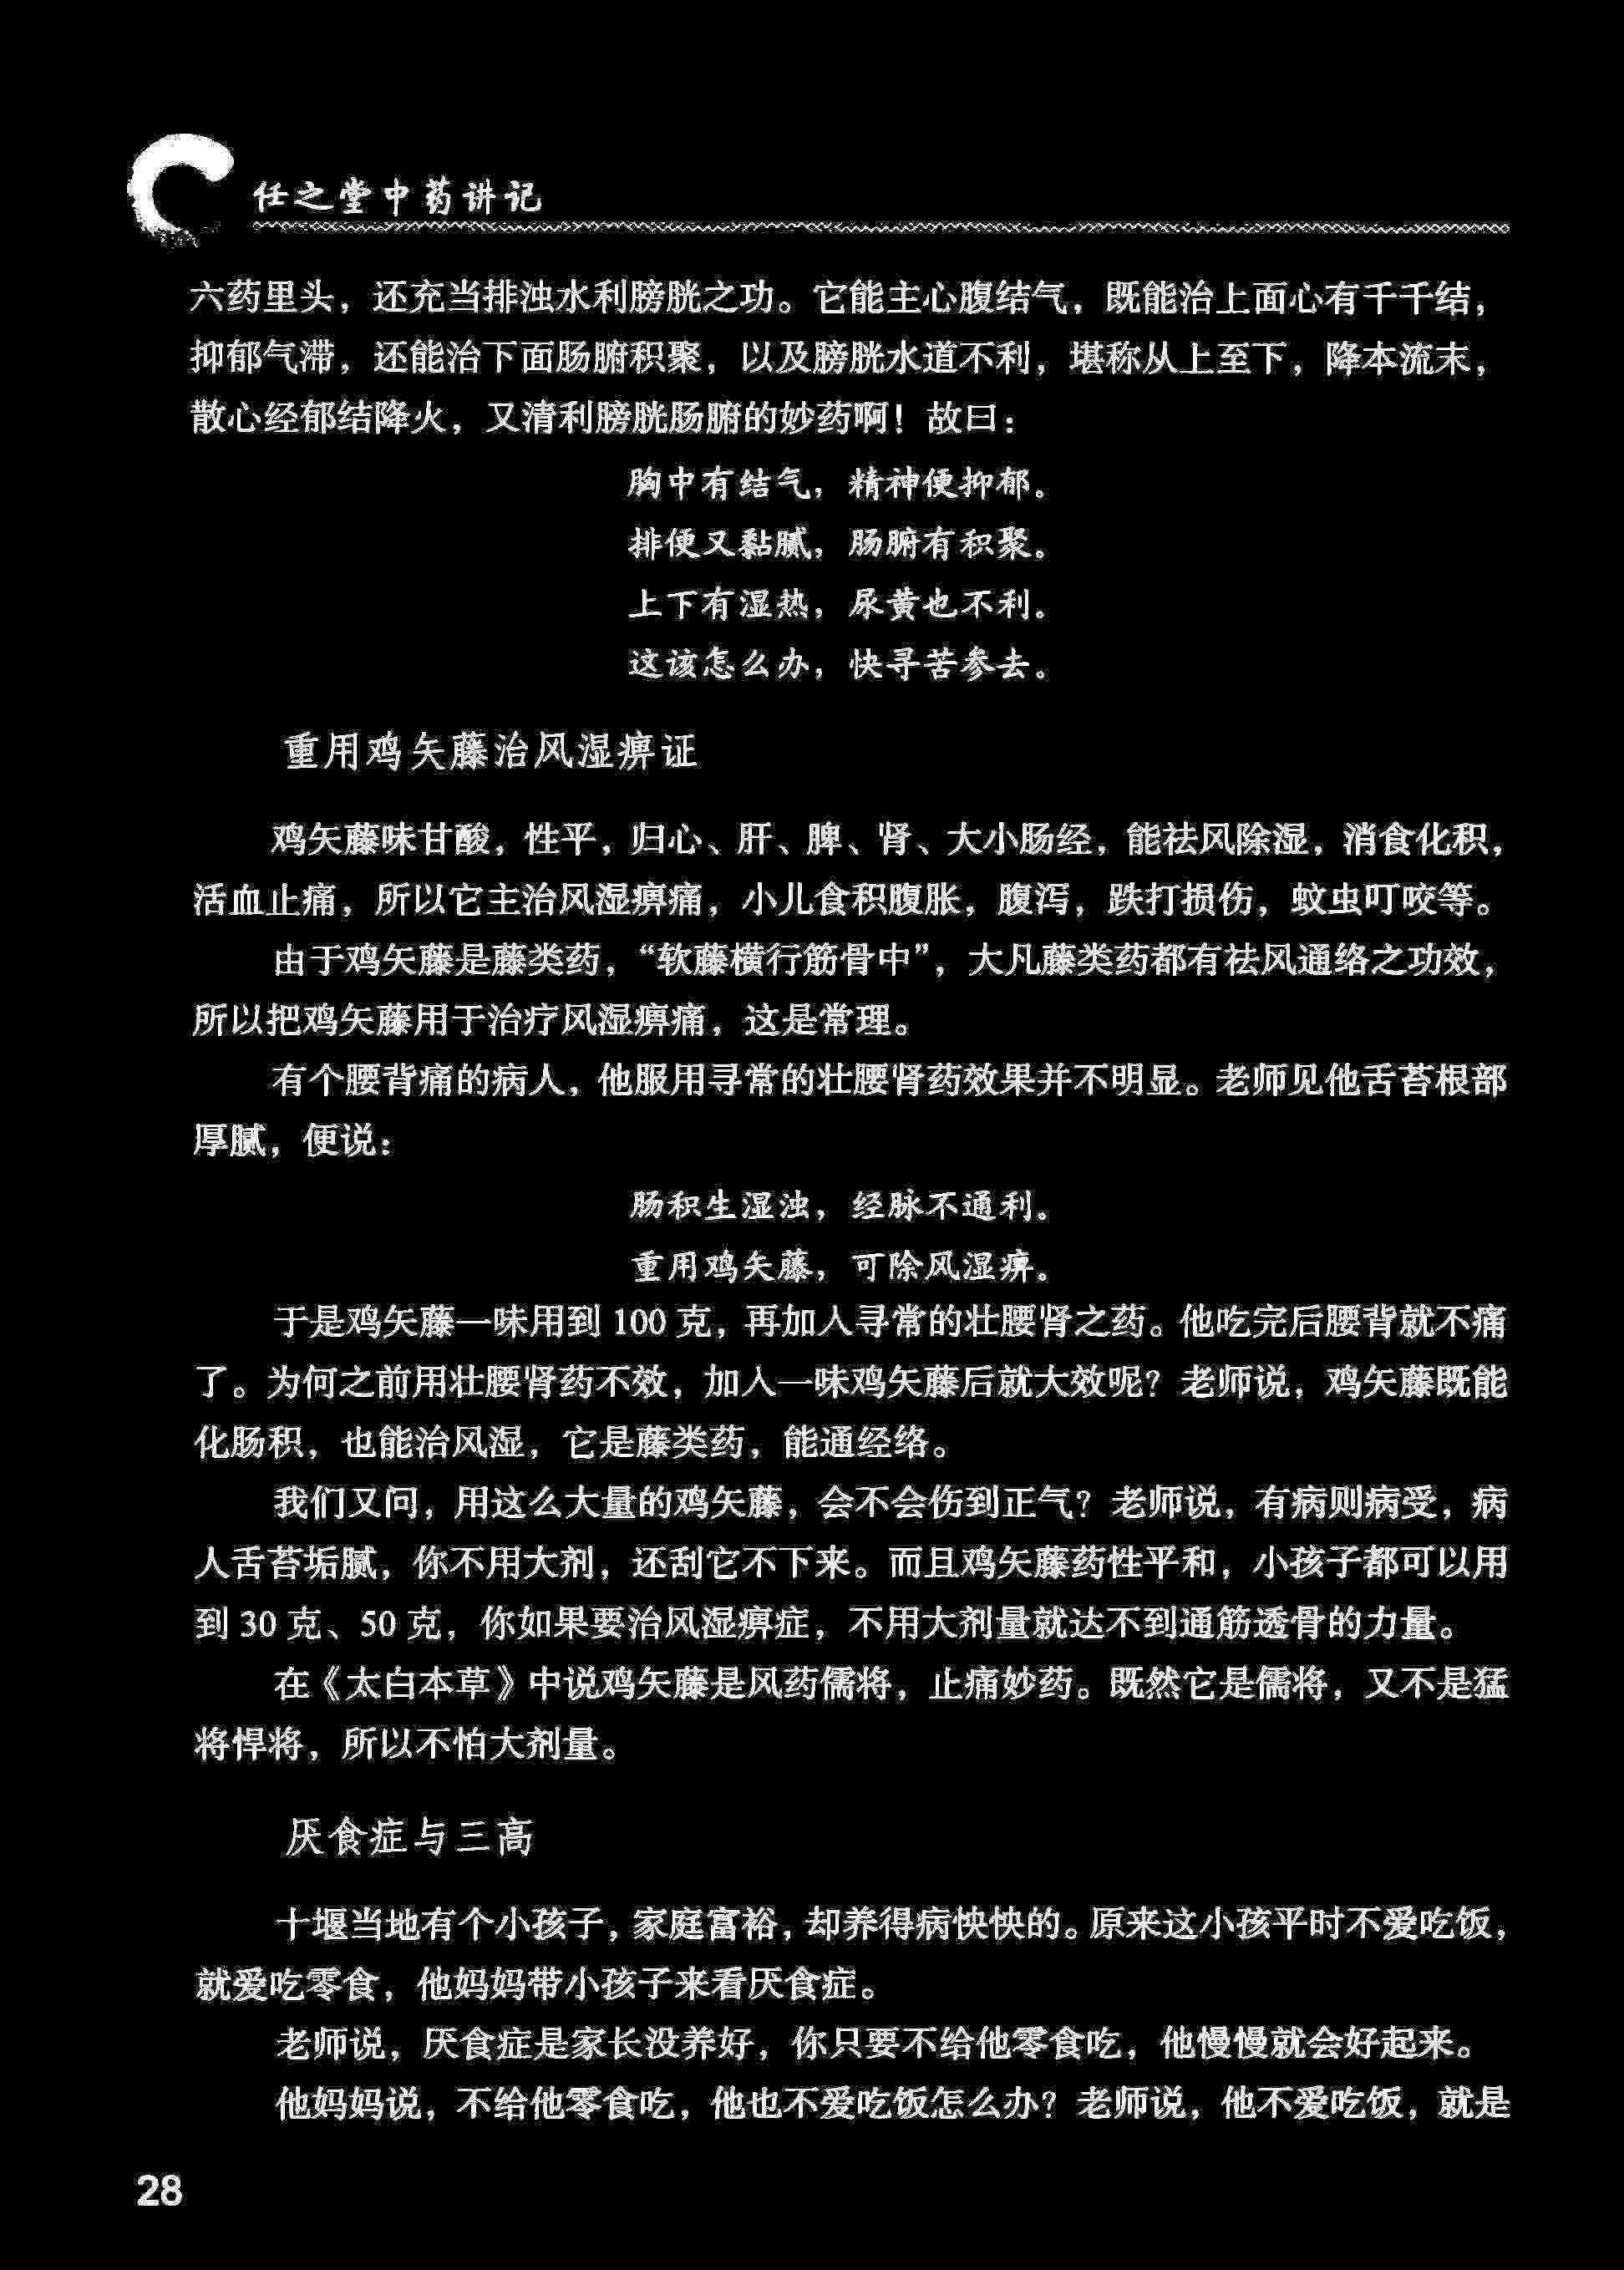 任之堂中药讲记
六药里头，还充当排浊水利膀胱之功。它能主心腹结气，既能治上面心有千千结，
抑郁气滞，还能治下面肠腑积聚，以及膀胱水道不利，堪称从上至下，降本流末，
散心经郁结降火，又清利膀胱肠腑的妙药啊！故曰：
胸中有结气，精神便抑郁。
排便又黏腻，肠腑有积聚。
上下有湿热，尿黄也不利。
这该怎么办，快寻苦参去。
重用鸡矢藤治风湿痹证
鸡矢藤味甘酸，性平，归心、肝、脾、肾、大小肠经，能祛风除湿，消食化积，
活血止痛，所以它主治风湿痹痛，小儿食积腹胀，腹泻，跌打损伤，蚊虫叮咬等。
由于鸡矢藤是藤类药，“软藤横行筋骨中”，大凡藤类药都有祛风通络之功效，
所以把鸡矢藤用于治疗风湿痹痛，这是常理。
有个腰背痛的病人，他服用寻常的壮腰肾药效果并不明显。老师见他舌苔根部
厚腻，便说：
肠积生湿浊，经脉不通利。
重用鸡矢藤，可除风湿痹。
于是鸡矢藤一味用到 100 克，再加入寻常的壮腰肾之药。他吃完后腰背就不痛
了。为何之前用壮腰肾药不效，加入一味鸡矢藤后就大效呢？老师说，鸡矢藤既能
化肠积，也能治风湿，它是藤类药，能通经络。
我们又问，用这么大量的鸡矢藤，会不会伤到正气？老师说，有病则病受，病
人舌苔垢腻，你不用大剂，还刮它不下来。而且鸡矢藤药性平和，小孩子都可以用
到 30 克、50 克，你如果要治风湿痹症，不用大剂量就达不到通筋透骨的力量。
在《太白本草》中说鸡矢藤是风药儒将，止痛妙药。既然它是儒将，又不是猛
将悍将，所以不怕大剂量。
厌食症与三高
十堰当地有个小孩子，家庭富裕，却养得病怏怏的。原来这小孩平时不爱吃饭，
就爱吃零食，他妈妈带小孩子来看厌食症。
老师说，厌食症是家长没养好，你只要不给他零食吃，他慢慢就会好起来。
他妈妈说，不给他零食吃，他也不爱吃饭怎么办？老师说，他不爱吃饭，就是
28